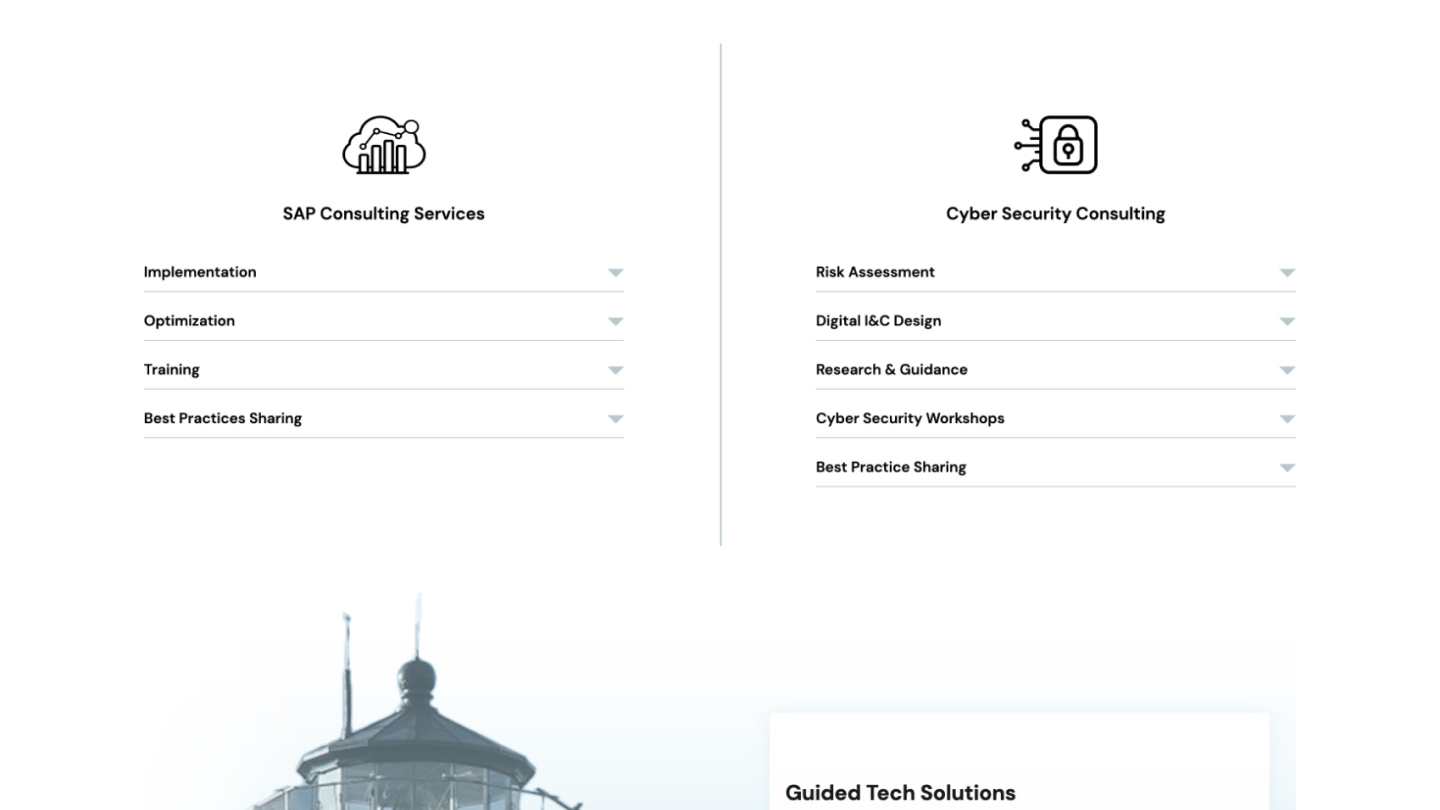 SAP Consulting Services
Implementation
Optimization
Training
Best Practices Sharing
Cyber Security Consulting
Risk Assessment
Digital I&C Design
Research & Guidance
Cyber Security Workshops
Best Practice Sharing
Guided Tech Solutions